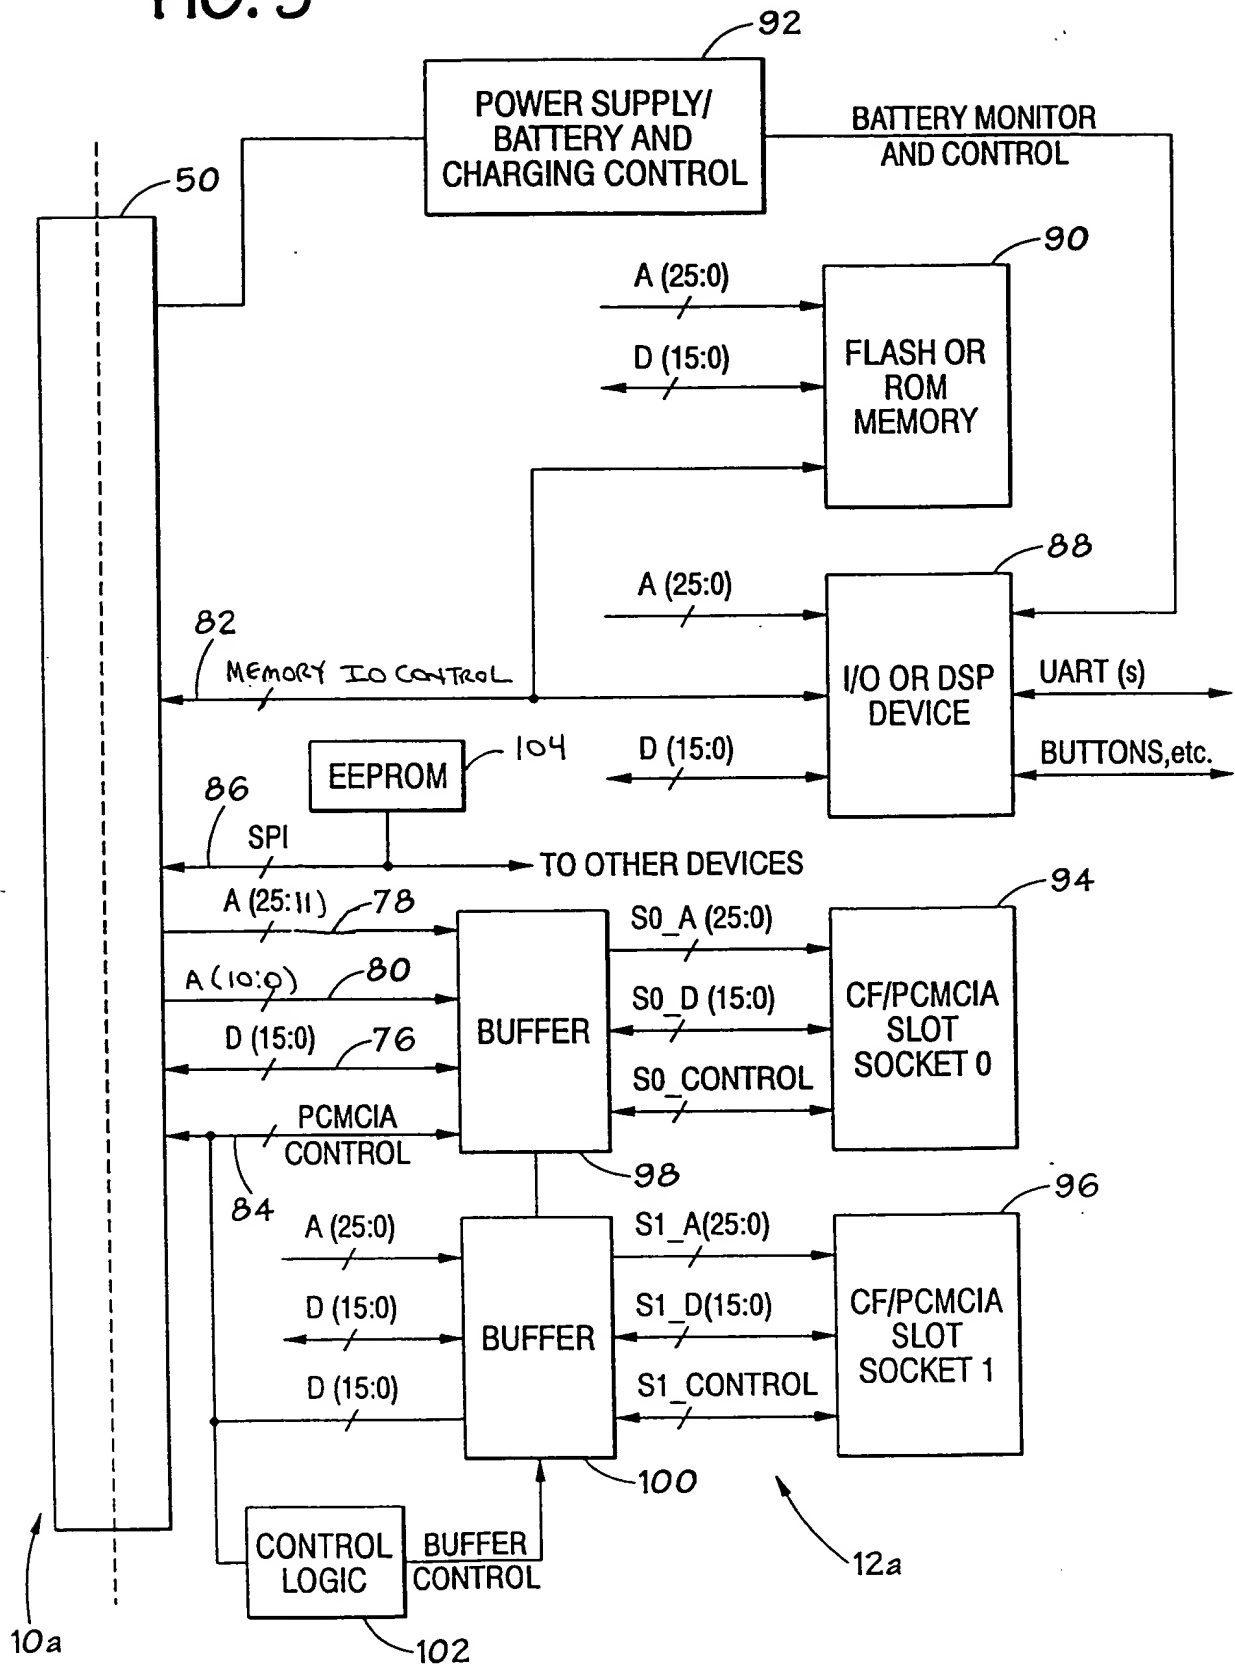 FIG. 5
92
POWER SUPPLY/
BATTERY AND
CHARGING CONTROL
BATTERY MONITOR
AND CONTROL
50
90
A (25:0)
D (15:0)
FLASH OR
ROM
MEMORY
88
A (25:0)
82
MEMORY IO CONTROL
I/O OR DSP
DEVICE
UART (s)
D (15:0)
BUTTONS,etc.
104
EEPROM
86
SPI
TO OTHER DEVICES
A (25:11)
78
94
S0_A (25:0)
A(10:0)
80
BUFFER
S0_D (15:0)
CF/PCMCIA
SLOT
SOCKET 0
D (15:0)
76
S0_CONTROL
PCMCIA
CONTROL
84
98
96
A (25:0)
S1_A(25:0)
D (15:0)
BUFFER
S1_D(15:0)
CF/PCMCIA
SLOT
SOCKET 1
D (15:0)
S1_CONTROL
100
CONTROL
LOGIC
BUFFER
CONTROL
12a
10a
102